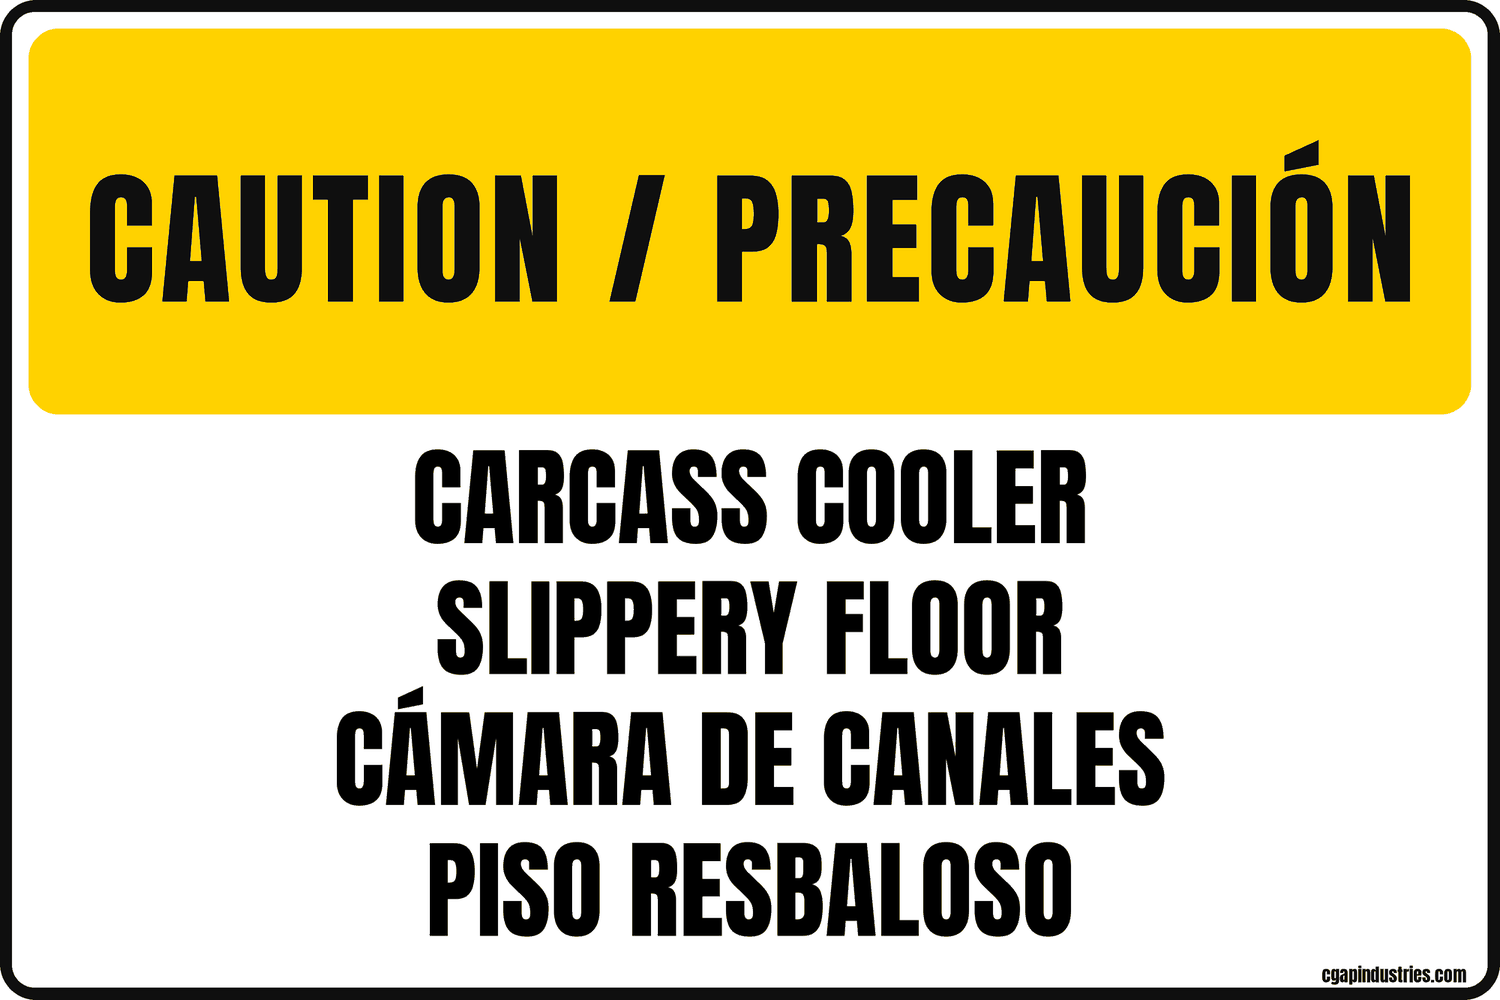 CAUTION / PRECAUCIÓN
CARCASS COOLER
SLIPPERY FLOOR
CÁMARA DE CANALES
PISO RESBALOSO
cgapindustries.com